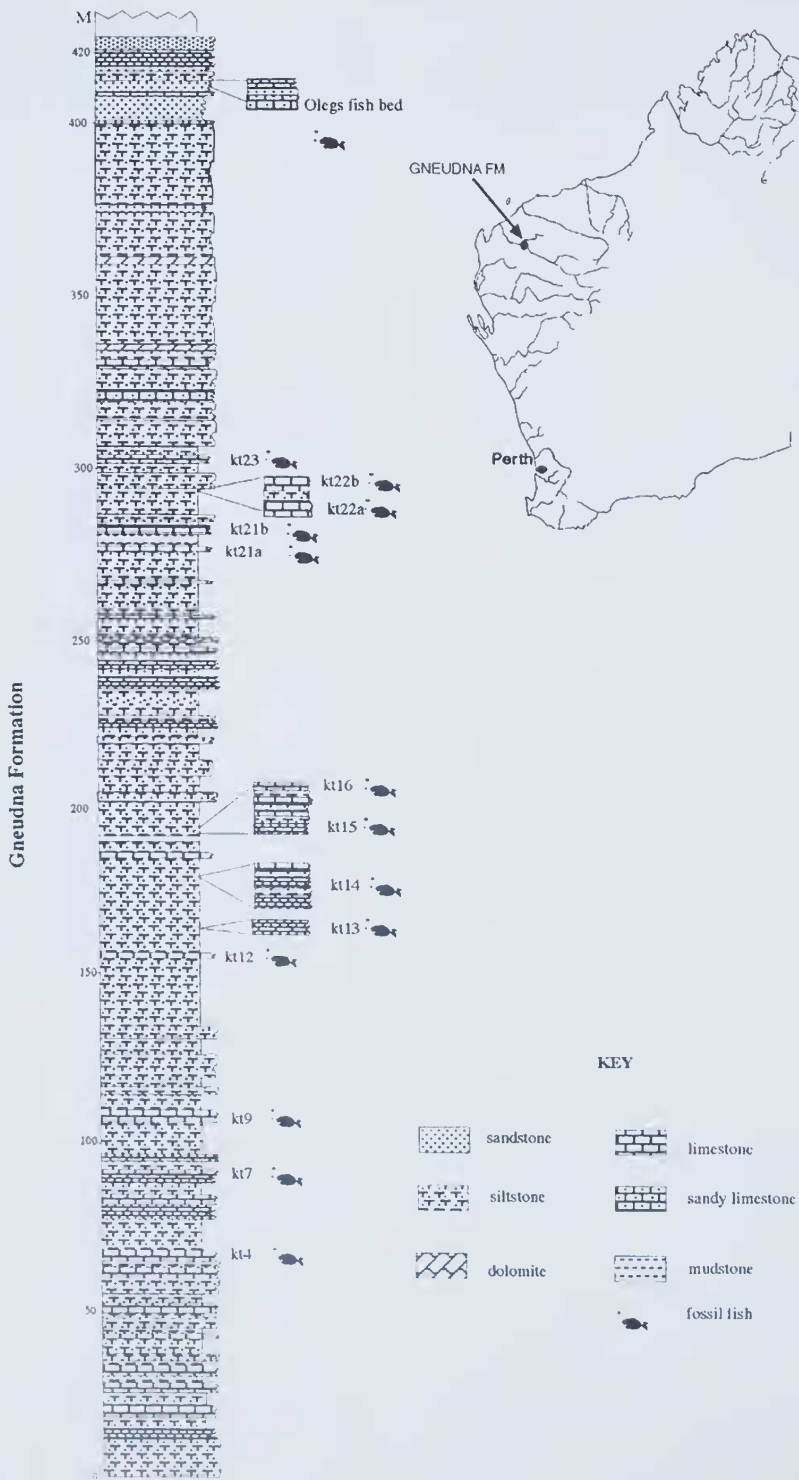 M
420
Olegs fish bed
400
GNEUDNA FM
350
kt23
300
kt22b
kt22a
Perth
kt21b
kt21a
250
Gneudna Formation
kt16
200
kt15
kt14
kt13
kt12
150
KEY
kt9
100
sandstone
limestone
kt7
siltstone
sandy limestone
kt4
dolomite
mudstone
50
fossil fish